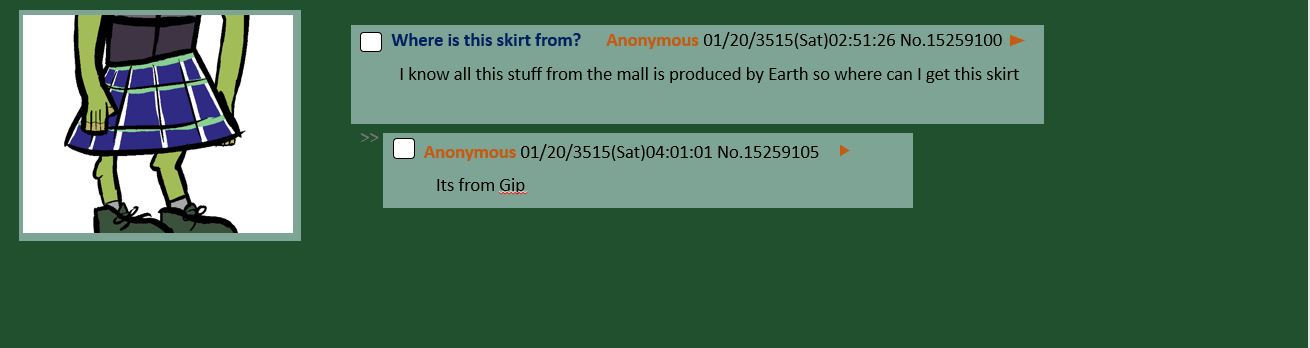 Where is this skirt from? Anonymous 01/20/3515(Sat)02:51:26 No.15259100
I know all this stuff from the mall is produced by Earth so where can I get this skirt
>>
Anonymous 01/20/3515(Sat)04:01:01 No.15259105
Its from Gip